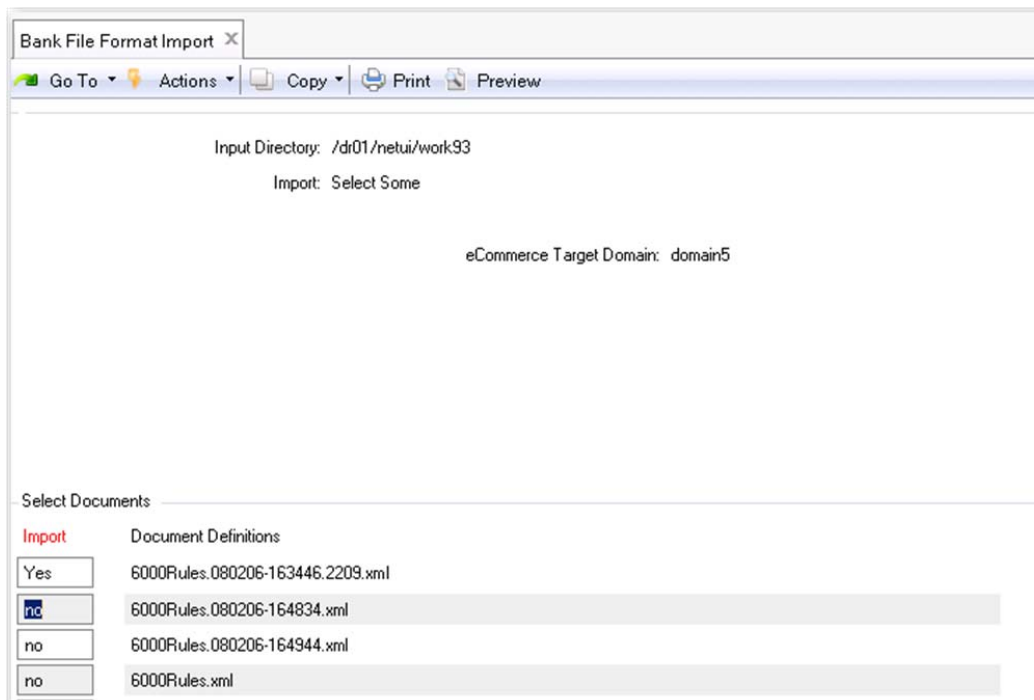 Bank File Format Import
Go To Actions Copy Print Preview
Input Directory: /dr01/netui/work93
Import: Select Some
eCommerce Target Domain: domain5
Select Documents
Import Document Definitions
Yes 6000Rules.080206-163446.2209.xml
no 6000Rules.080206-164834.xml
no 6000Rules.080206-164944.xml
no 6000Rules.xml